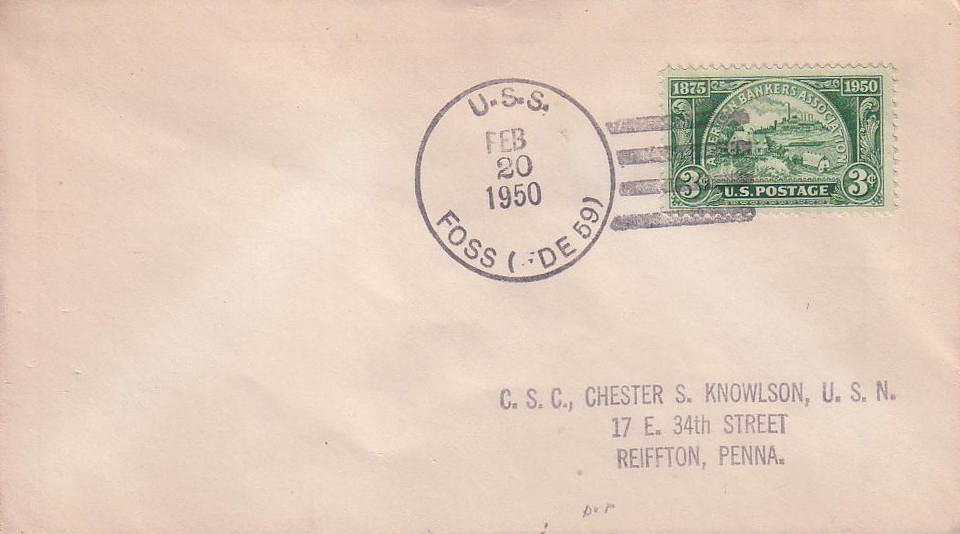 U.S.S.
FEB
20
1950
FOSS (DE 59)
1875 1950
AMERICAN BANKERS ASSOCIATION
3¢ 3¢
U.S. POSTAGE
C. S. C., CHESTER S. KNOWLSON, U. S. N.
17 E. 34th STREET
REIFFTON, PENNA.